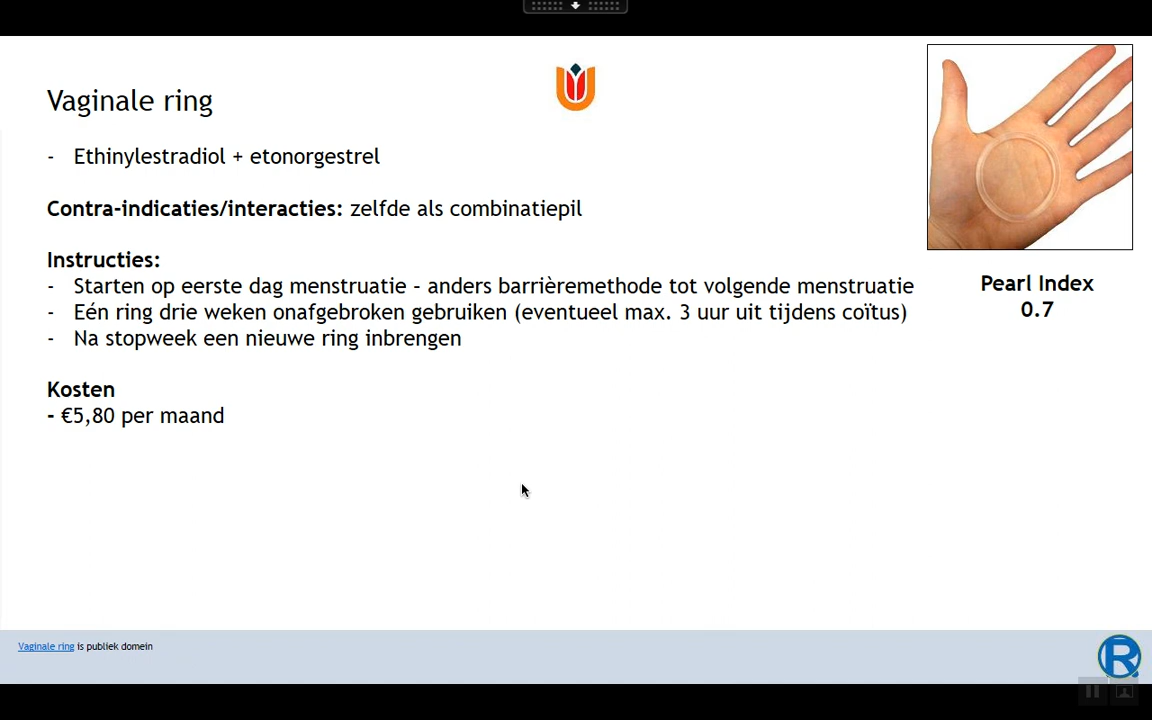 Vaginale ring
- Ethinylestradiol + etonorgestrel
Contra-indicaties/interacties: zelfde als combinatiepil
Instructies:
- Starten op eerste dag menstruatie – anders barrièremethode tot volgende menstruatie
- Eén ring drie weken onafgebroken gebruiken (eventueel max. 3 uur uit tijdens coïtus)
- Na stopweek een nieuwe ring inbrengen
Kosten
- €5,80 per maand
Pearl Index
0.7
Vaginale ring is publiek domein
R